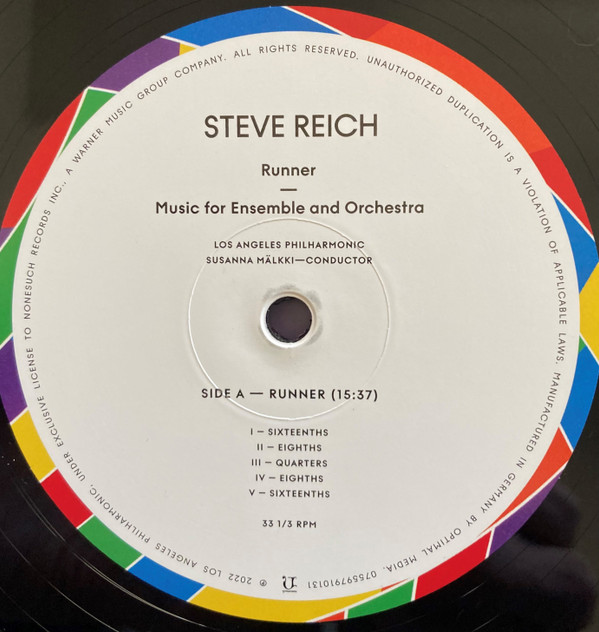 STEVE REICH
Runner
—
Music for Ensemble and Orchestra
LOS ANGELES PHILHARMONIC
SUSANNA MÄLKKI—CONDUCTOR
SIDE A — RUNNER (15:37)
I — SIXTEENTHS
II — EIGHTHS
III — QUARTERS
IV — EIGHTHS
V — SIXTEENTHS
33 1/3 RPM
℗ 2022 LOS ANGELES PHILHARMONIC. UNDER EXCLUSIVE LICENSE TO NONESUCH RECORDS INC., A WARNER MUSIC GROUP COMPANY. ALL RIGHTS RESERVED. UNAUTHORIZED DUPLICATION IS A VIOLATION OF APPLICABLE LAWS. MANUFACTURED IN GERMANY BY OPTIMAL MEDIA. 075597910131